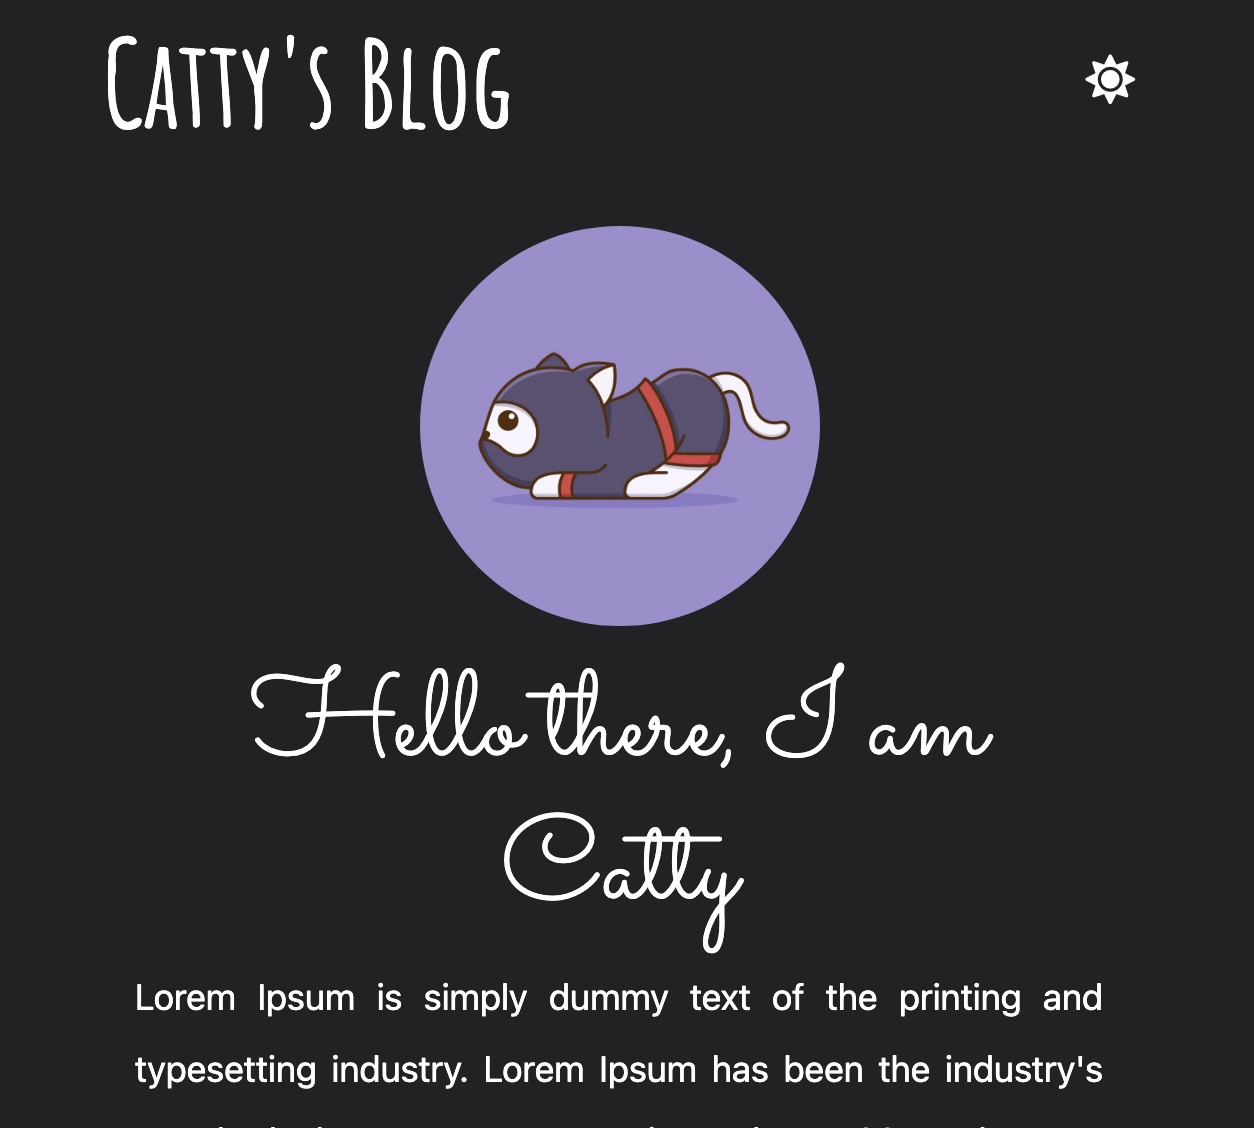 Catty's Blog
Hello there, I am
Catty
Lorem Ipsum is simply dummy text of the printing and
typesetting industry. Lorem Ipsum has been the industry's